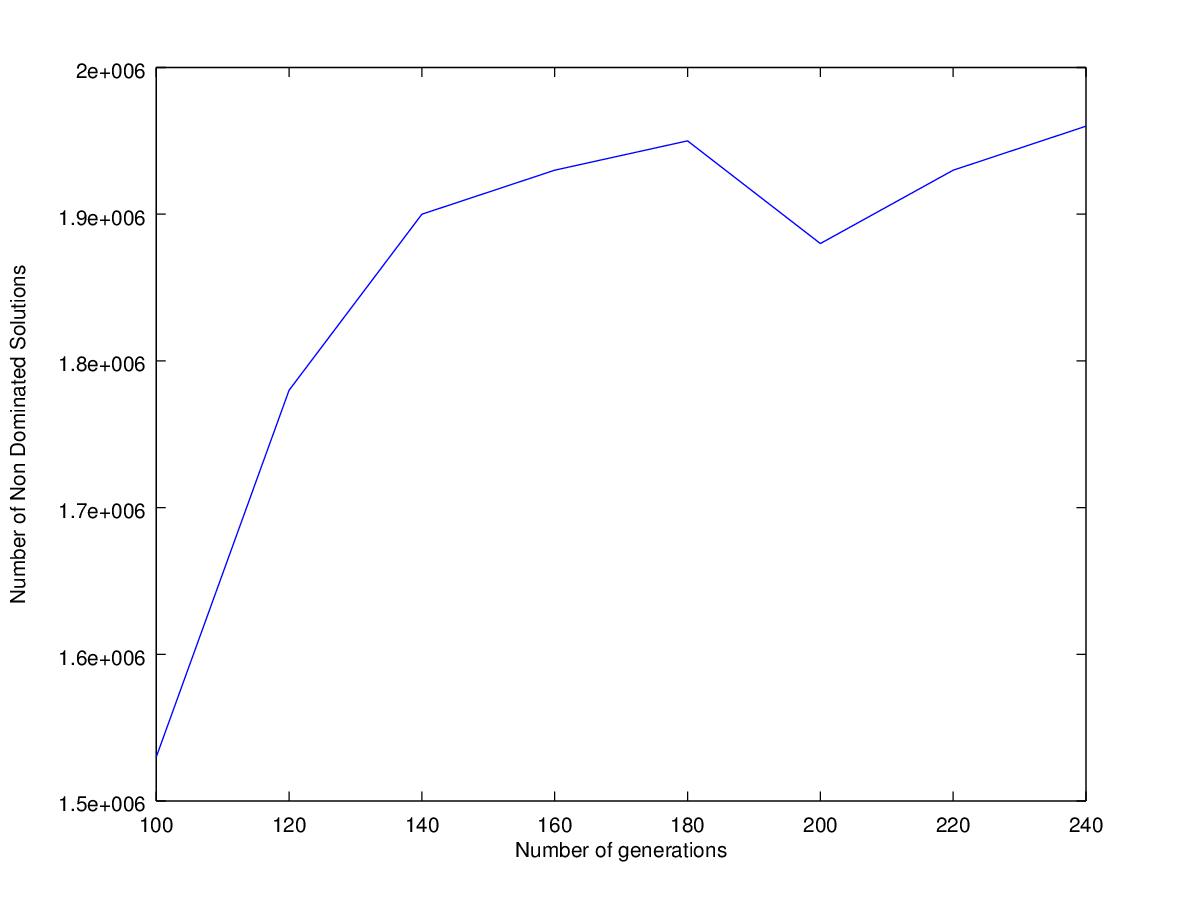 2e+006
1.9e+006
1.8e+006
1.7e+006
1.6e+006
1.5e+006
Number of Non Dominated Solutions
100 120 140 160 180 200 220 240
Number of generations